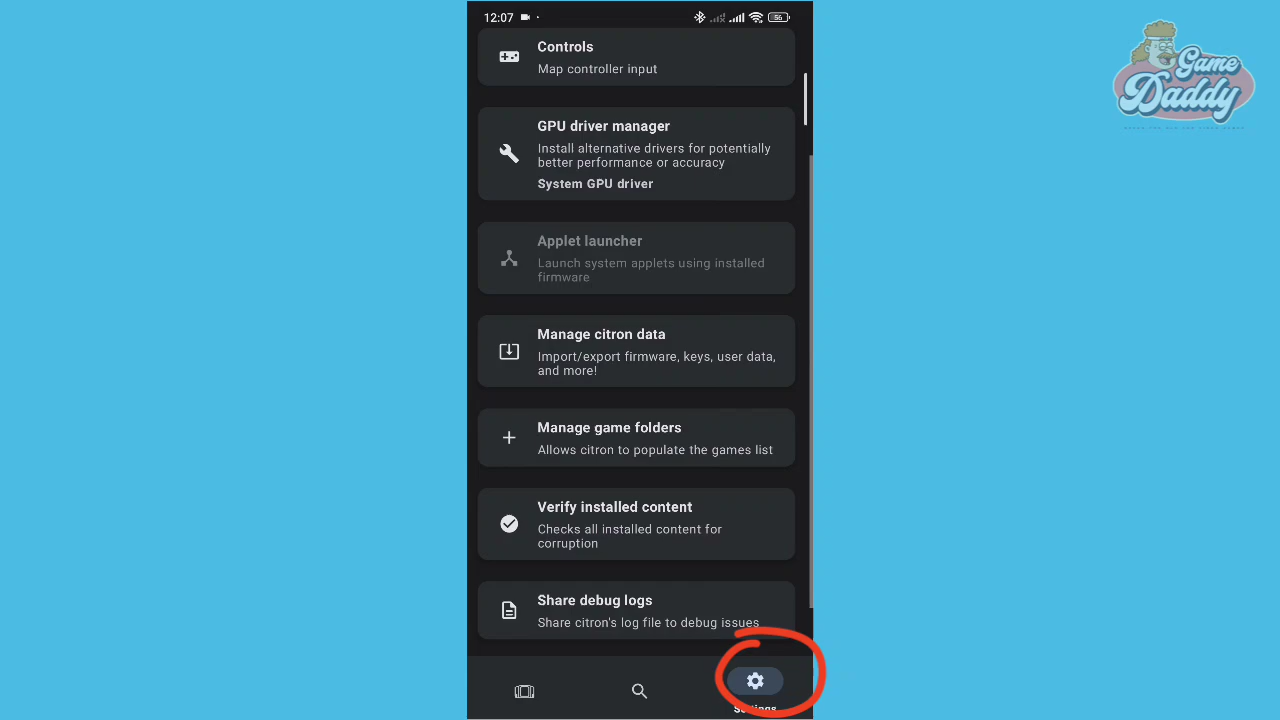 12:07
56
Game
Daddy
Controls
Map controller input
GPU driver manager
Install alternative drivers for potentially
better performance or accuracy
System GPU driver
Applet launcher
Launch system applets using installed
firmware
Manage citron data
Import/export firmware, keys, user data,
and more!
Manage game folders
Allows citron to populate the games list
Verify installed content
Checks all installed content for
corruption
Share debug logs
Share citron's log file to debug issues
Settings